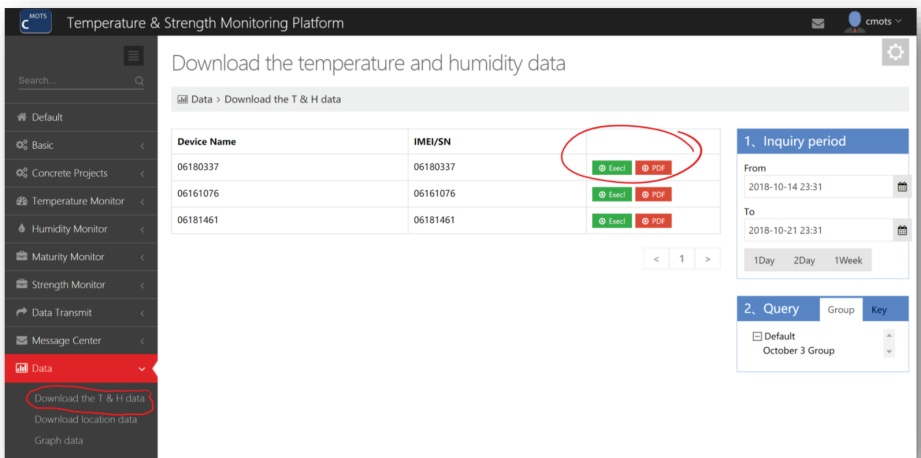 CMOTS
Temperature & Strength Monitoring Platform
cmots
Search...
Default
Basic
Concrete Projects
Temperature Monitor
Humidity Monitor
Maturity Monitor
Strength Monitor
Data Transmit
Message Center
Data
Download the T & H data
Download location data
Graph data
Download the temperature and humidity data
Data > Download the T & H data
Device Name IMEI/SN
06180337 06180337 Execl PDF
06161076 06161076 Execl PDF
06181461 06181461 Execl PDF
< 1 >
1、Inquiry period
From
2018-10-14 23:31
To
2018-10-21 23:31
1Day 2Day 1Week
2、Query Group Key
Default
October 3 Group